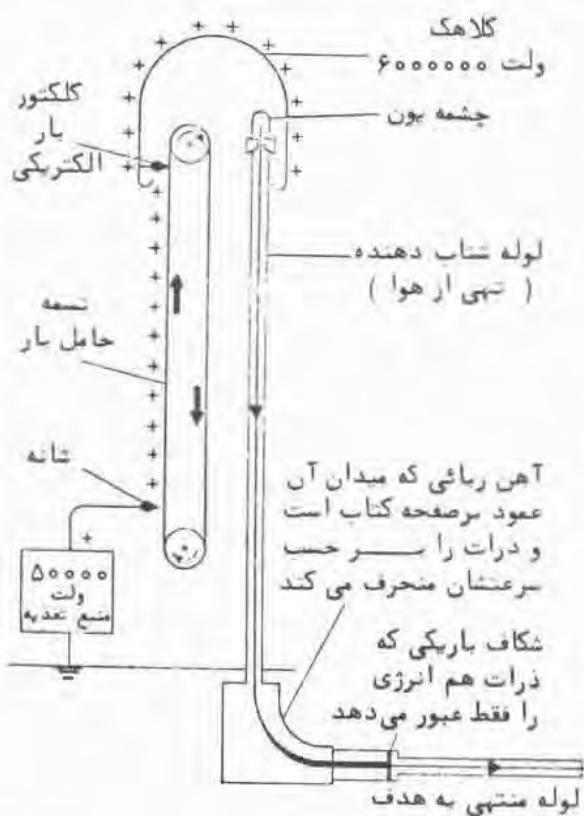 کلاهک
۶۰۰۰۰۰۰ ولت
چشمه یون
کلکتور
بار
الکتریکی
لوله شتاب دهنده
( تهی از هوا )
تسمه
حامل بار
شانه
۵۰۰۰۰
ولت
منبع تغذیه
آهن ربائی که میدان آن
عمود برصفحه کتاب است
و ذرات را بـــر حسب
سرعتشان منحرف می کند
شکاف باریکی که
ذرات هم انرژی
را فقط عبور می‌دهد
لوله منتهی به هدف